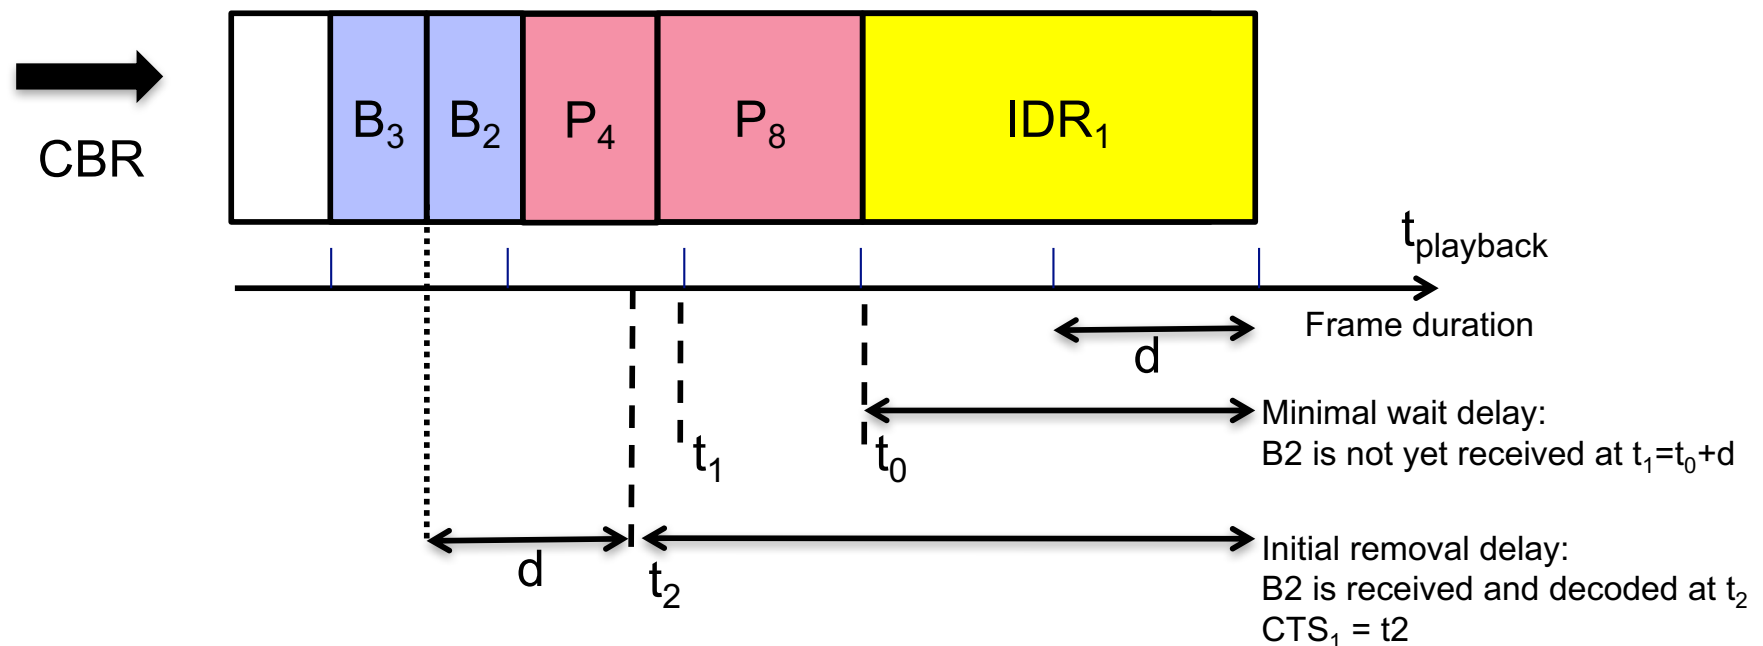 CBR
B₃ B₂ P₄ P₈ IDR₁
t_playback
Frame duration
d
t₁ t₀
Minimal wait delay:
B2 is not yet received at t₁=t₀+d
d
t₂
Initial removal delay:
B2 is received and decoded at t₂
CTS₁ = t2